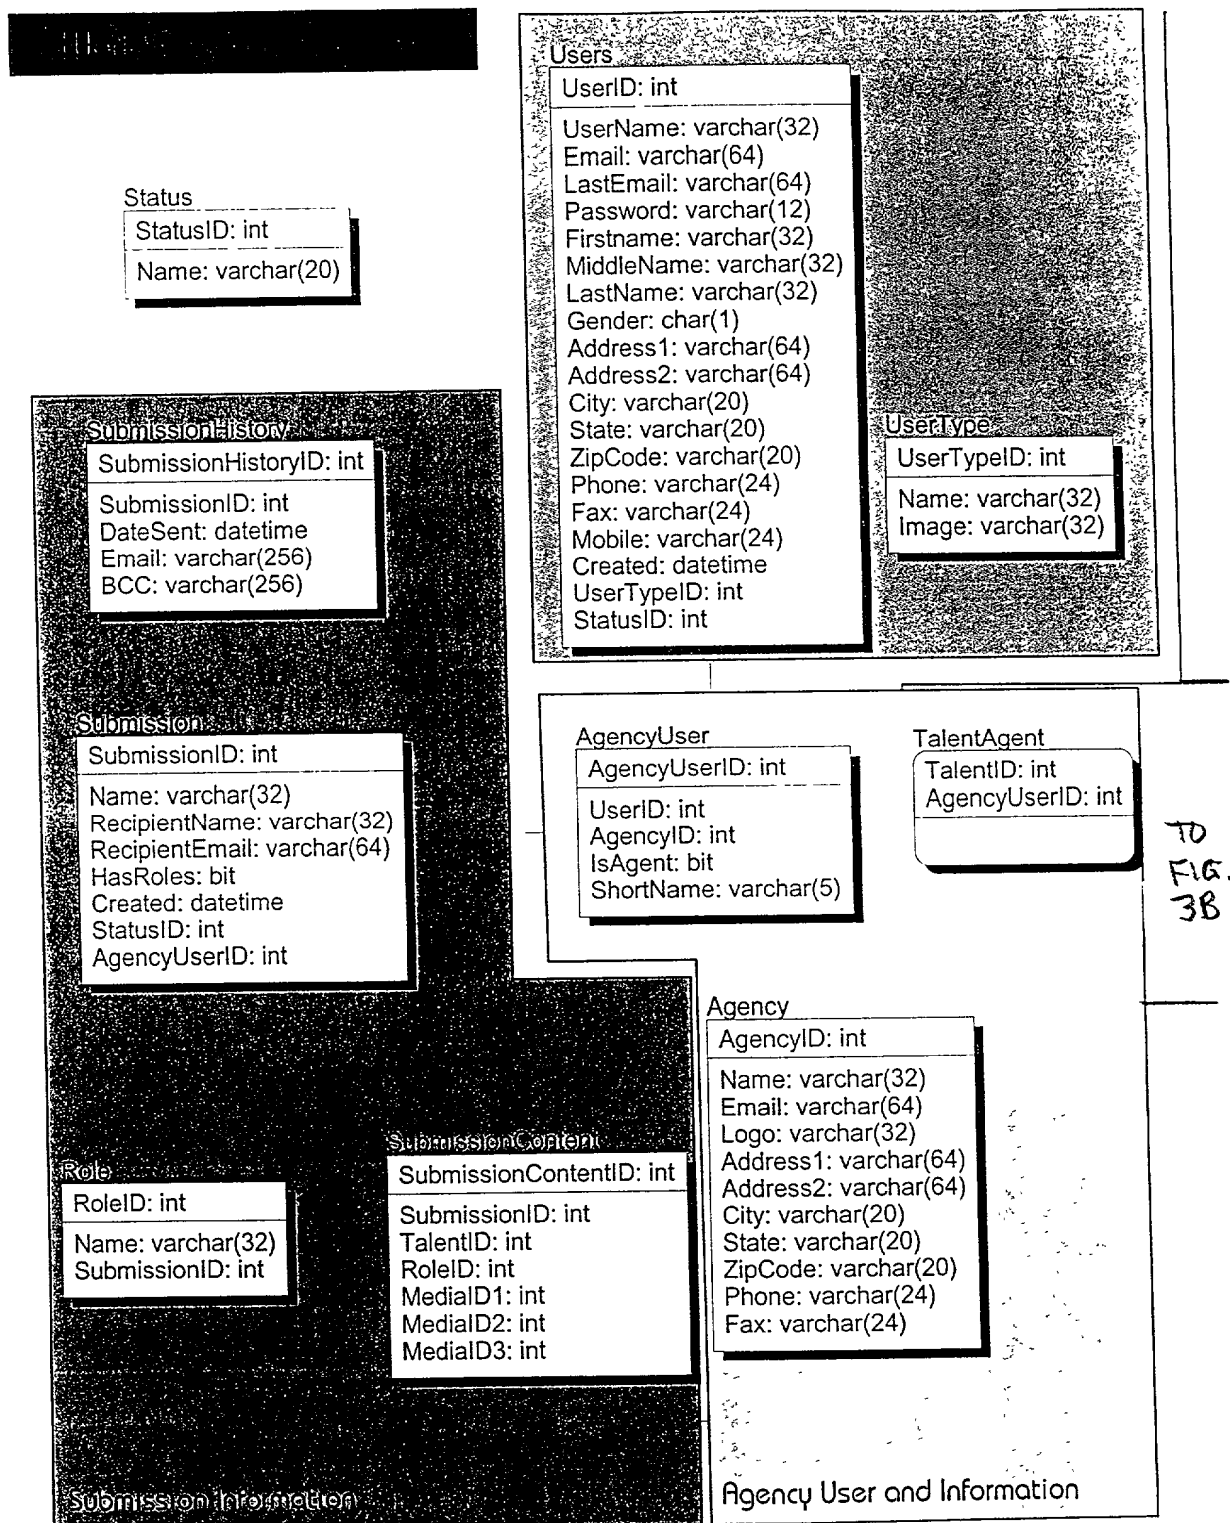 Users
UserID: int
UserName: varchar(32)
Email: varchar(64)
LastEmail: varchar(64)
Password: varchar(12)
Firstname: varchar(32)
MiddleName: varchar(32)
LastName: varchar(32)
Gender: char(1)
Address1: varchar(64)
Address2: varchar(64)
City: varchar(20)
State: varchar(20)
ZipCode: varchar(20)
Phone: varchar(24)
Fax: varchar(24)
Mobile: varchar(24)
Created: datetime
UserTypeID: int
StatusID: int
Status
StatusID: int
Name: varchar(20)
UserType
UserTypeID: int
Name: varchar(32)
Image: varchar(32)
SubmissionHistory
SubmissionHistoryID: int
SubmissionID: int
DateSent: datetime
Email: varchar(256)
BCC: varchar(256)
Submission
SubmissionID: int
Name: varchar(32)
RecipientName: varchar(32)
RecipientEmail: varchar(64)
HasRoles: bit
Created: datetime
StatusID: int
AgencyUserID: int
AgencyUser
AgencyUserID: int
UserID: int
AgencyID: int
IsAgent: bit
ShortName: varchar(5)
TalentAgent
TalentID: int
AgencyUserID: int
TO
FIG.
3B
Agency
AgencyID: int
Name: varchar(32)
Email: varchar(64)
Logo: varchar(32)
Address1: varchar(64)
Address2: varchar(64)
City: varchar(20)
State: varchar(20)
ZipCode: varchar(20)
Phone: varchar(24)
Fax: varchar(24)
Role
RoleID: int
Name: varchar(32)
SubmissionID: int
SubmissionContent
SubmissionContentID: int
SubmissionID: int
TalentID: int
RoleID: int
MediaID1: int
MediaID2: int
MediaID3: int
Submission Information
Agency User and Information